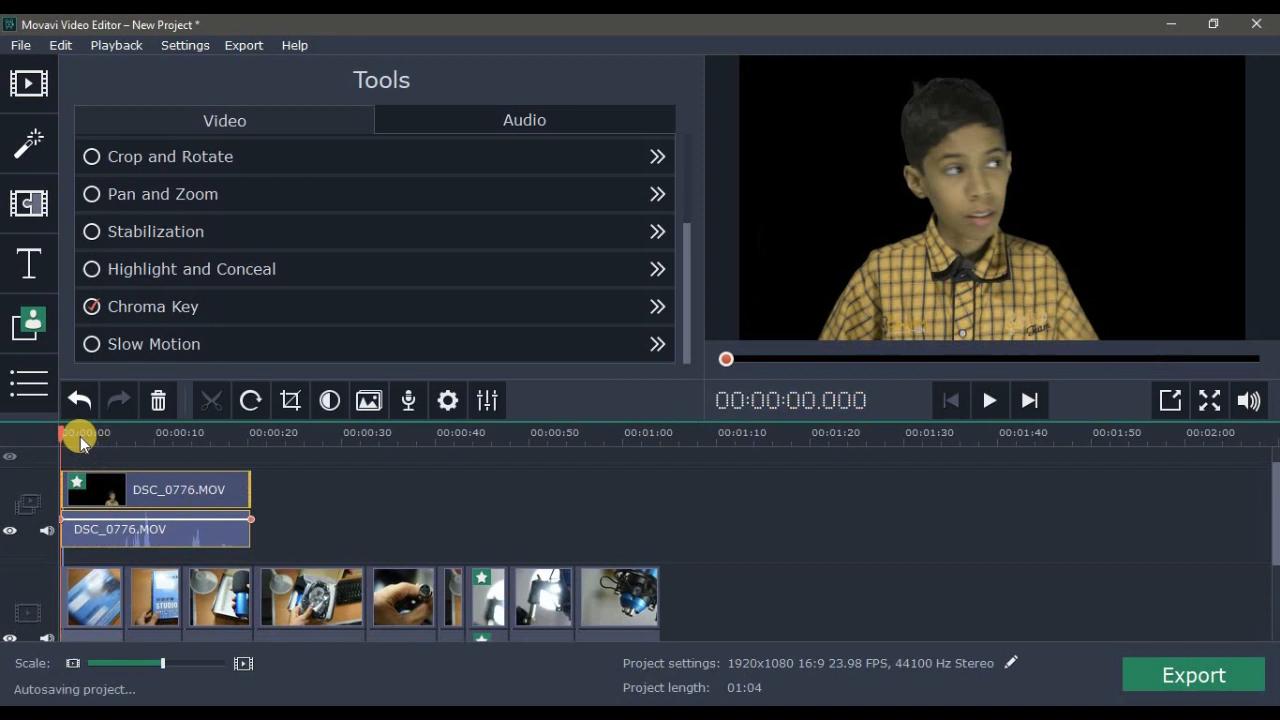 Movavi Video Editor – New Project *
File Edit Playback Settings Export Help
Tools
Video Audio
Crop and Rotate
Pan and Zoom
Stabilization
Highlight and Conceal
Chroma Key
Slow Motion
00:00:00.000
00:00:00 00:00:10 00:00:20 00:00:30 00:00:40 00:00:50 00:01:00 00:01:10 00:01:20 00:01:30 00:01:40 00:01:50 00:02:00
DSC_0776.MOV
DSC_0776.MOV
STUDIO
Scale:
Project settings: 1920x1080 16:9 23.98 FPS, 44100 Hz Stereo
Autosaving project...
Project length: 01:04
Export